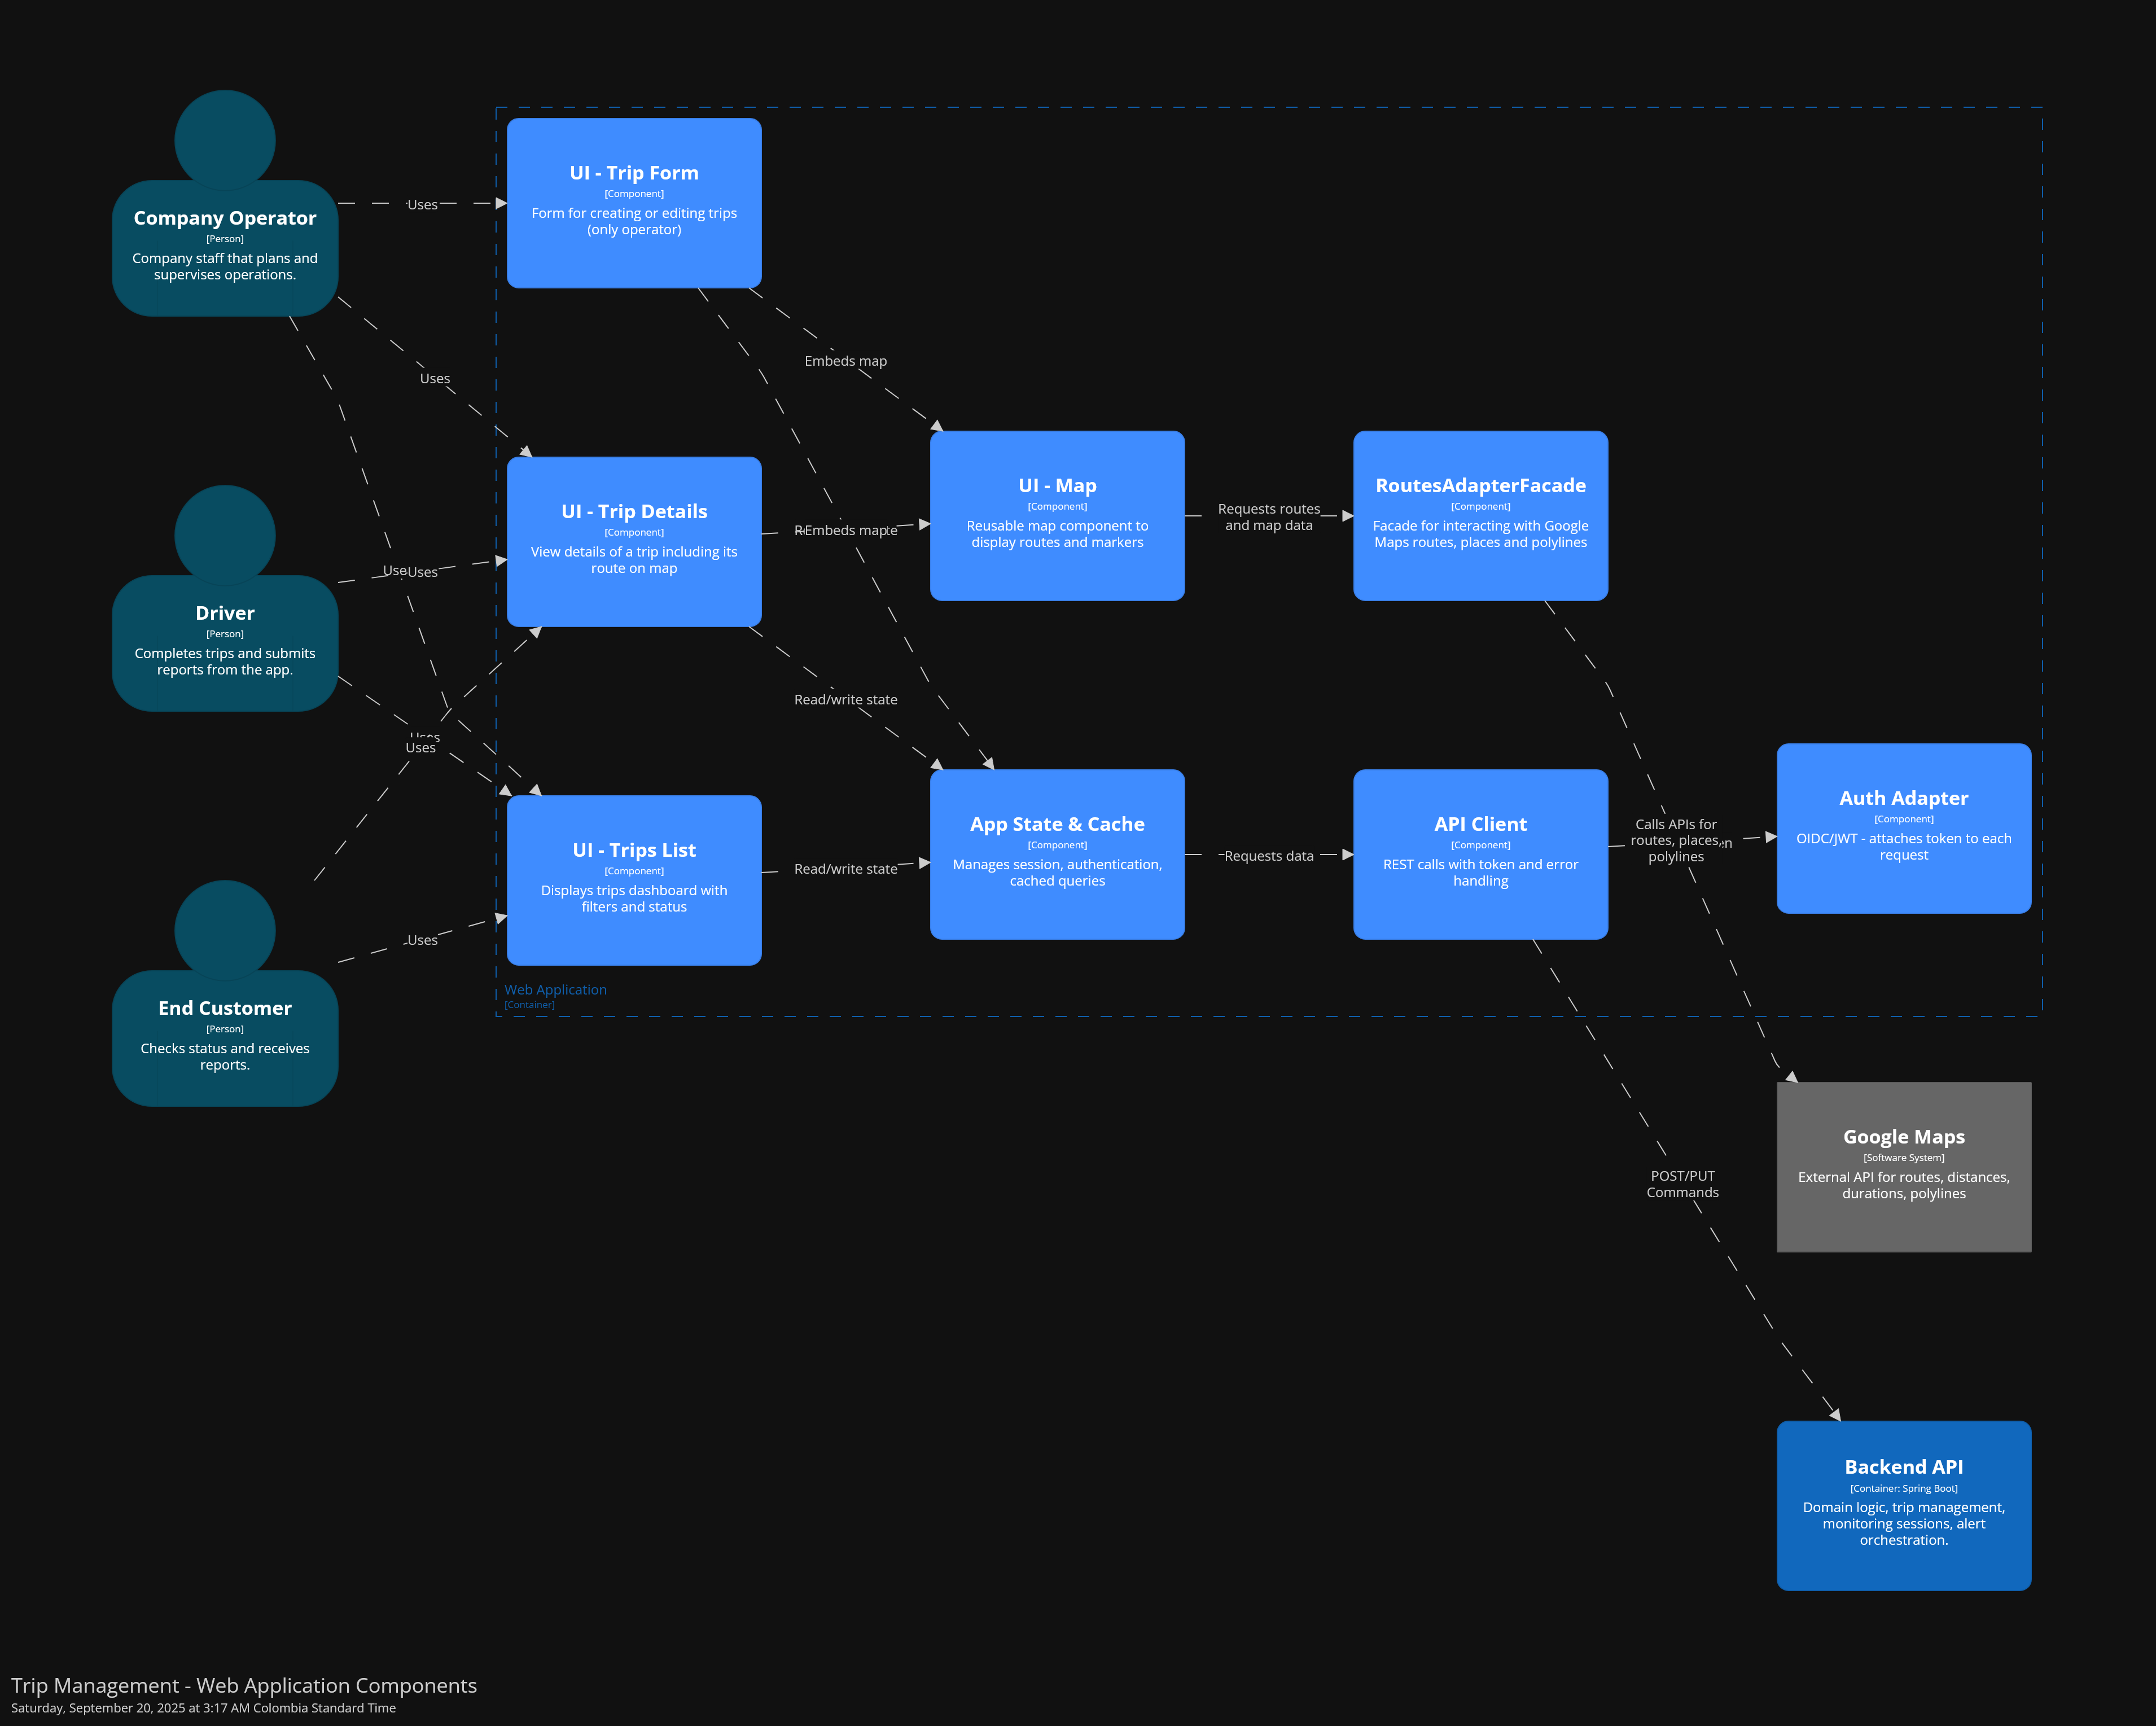 Company Operator
[Person]
Company staff that plans and
supervises operations.
Uses
UI - Trip Form
[Component]
Form for creating or editing trips
(only operator)
Uses
Embeds map
Driver
[Person]
Completes trips and submits
reports from the app.
Uses
UI - Trip Details
[Component]
View details of a trip including its
route on map
Embeds map
UI - Map
[Component]
Reusable map component to
display routes and markers
Requests routes
and map data
RoutesAdapterFacade
[Component]
Facade for interacting with Google
Maps routes, places and polylines
Read/write state
Uses
Uses
End Customer
[Person]
Checks status and receives
reports.
Uses
UI - Trips List
[Component]
Displays trips dashboard with
filters and status
Read/write state
App State & Cache
[Component]
Manages session, authentication,
cached queries
Requests data
API Client
[Component]
REST calls with token and error
handling
Calls APIs for
routes, places,
polylines
Auth Adapter
[Component]
OIDC/JWT - attaches token to each
request
Web Application
[Container]
Google Maps
[Software System]
External API for routes, distances,
durations, polylines
POST/PUT
Commands
Backend API
[Container: Spring Boot]
Domain logic, trip management,
monitoring sessions, alert
orchestration.
Trip Management - Web Application Components
Saturday, September 20, 2025 at 3:17 AM Colombia Standard Time